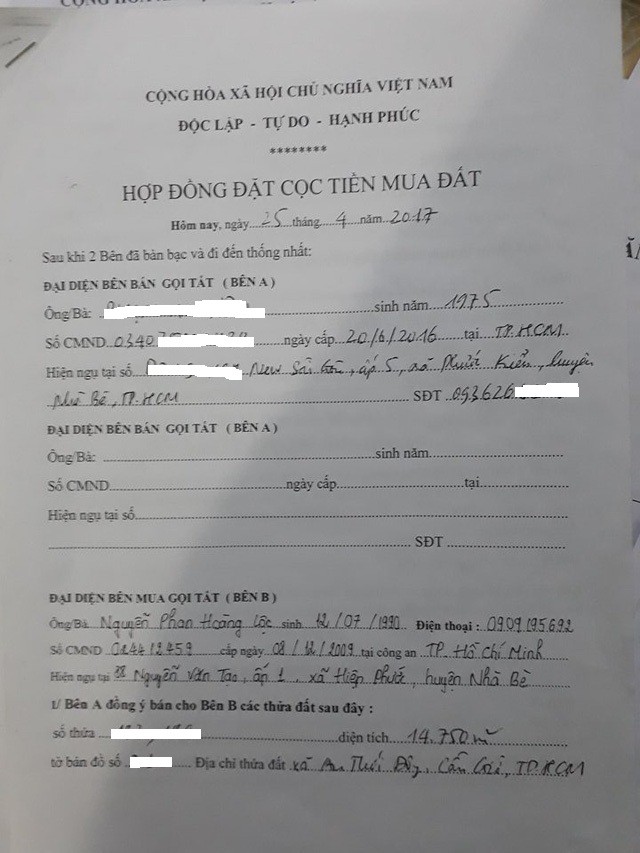 CỘNG HÒA XÃ HỘI CHỦ NGHĨA VIỆT NAM
ĐỘC LẬP - TỰ DO - HẠNH PHÚC
********
HỢP ĐỒNG ĐẶT CỌC TIỀN MUA ĐẤT
Hôm nay, ngày 25 tháng 4 năm 2017
Sau khi 2 Bên đã bàn bạc và đi đến thống nhất:
ĐẠI DIỆN BÊN BÁN GỌI TẮT ( BÊN A )
Ông/Bà: sinh năm 1975
Số CMND 0340 ngày cấp 20/6/2016 tại TP.HCM
Hiện ngụ tại số New Sài Gòn, ấp 5, xã Phước Kiển, huyện
Nhà Bè, TP.HCM SĐT 093626
ĐẠI DIỆN BÊN BÁN GỌI TẮT ( BÊN A )
Ông/Bà: sinh năm
Số CMND ngày cấp tại
Hiện ngụ tại số
SĐT
ĐẠI DIỆN BÊN MUA GỌI TẮT ( BÊN B )
Ông/Bà Nguyễn Phan Hoàng Lộc sinh 12/07/1990 Điện thoại : 0909195692
Số CMND 024412459 cấp ngày 08/12/2009 tại công an TP. Hồ Chí Minh
Hiện ngụ tại Nguyễn Văn Tạo, ấp 1, xã Hiệp Phước, huyện Nhà Bè
1/ Bên A đồng ý bán cho Bên B các thửa đất sau đây :
số thửa diện tích 14.750 m²
tờ bản đồ số Địa chỉ thửa đất xã An Thới Đông, Cần Giờ, TP.HCM